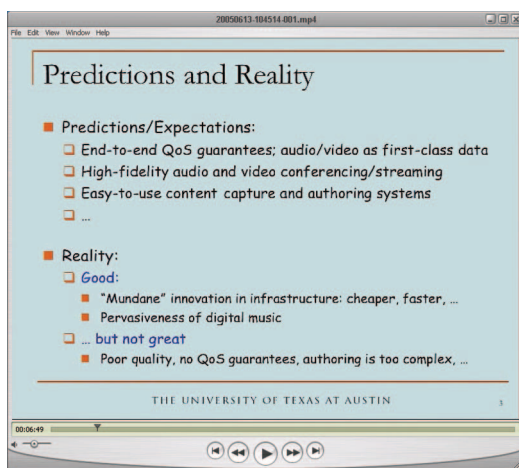 20050613-104514-001.mp4
File Edit View Window Help
Predictions and Reality
Predictions/Expectations:
End-to-end QoS guarantees; audio/video as first-class data
High-fidelity audio and video conferencing/streaming
Easy-to-use content capture and authoring systems
...
Reality:
Good:
"Mundane" innovation in infrastructure: cheaper, faster, ...
Pervasiveness of digital music
... but not great
Poor quality, no QoS guarantees, authoring is too complex, ...
THE UNIVERSITY OF TEXAS AT AUSTIN 3
00:06:49